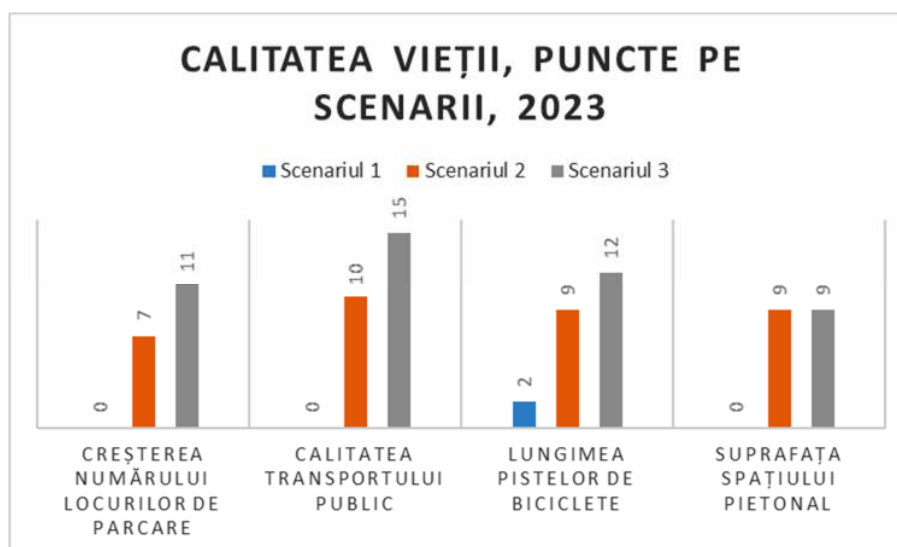 CALITATEA VIEȚII, PUNCTE PE
SCENARII, 2023
Scenariul 1 Scenariul 2 Scenariul 3
0 7 11
0 10 15
2 9 12
0 9 9
CREȘTEREA
NUMĂRULUI
LOCURILOR DE
PARCARE
CALITATEA
TRANSPORTULUI
PUBLIC
LUNGIMEA
PISTELOR DE
BICICLETE
SUPRAFAȚA
SPAȚIULUI
PIETONAL